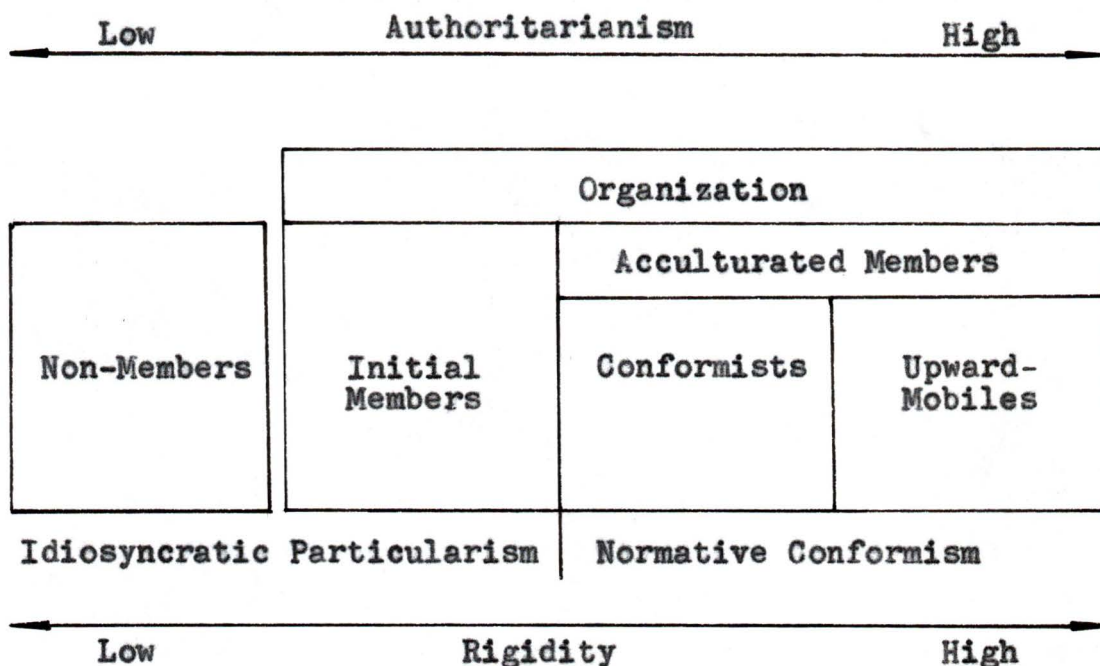 Low Authoritarianism High
Organization
Acculturated Members
Non-Members Initial Members Conformists Upward-Mobiles
Idiosyncratic Particularism Normative Conformism
Low Rigidity High